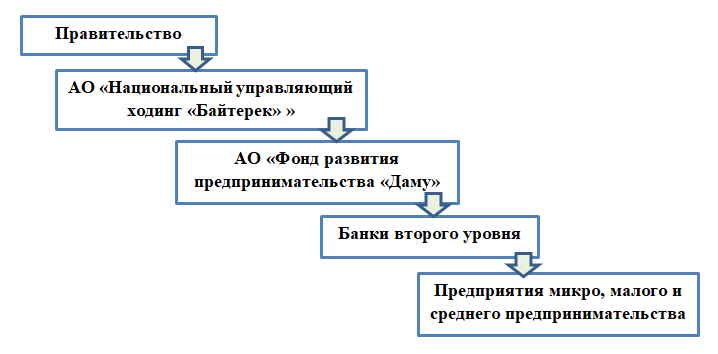 Правительство
АО «Национальный управляющий
ходинг «Байтерек» »
АО «Фонд развития
предпринимательства «Даму»
Банки второго уровня
Предприятия микро, малого и
среднего предпринимательства